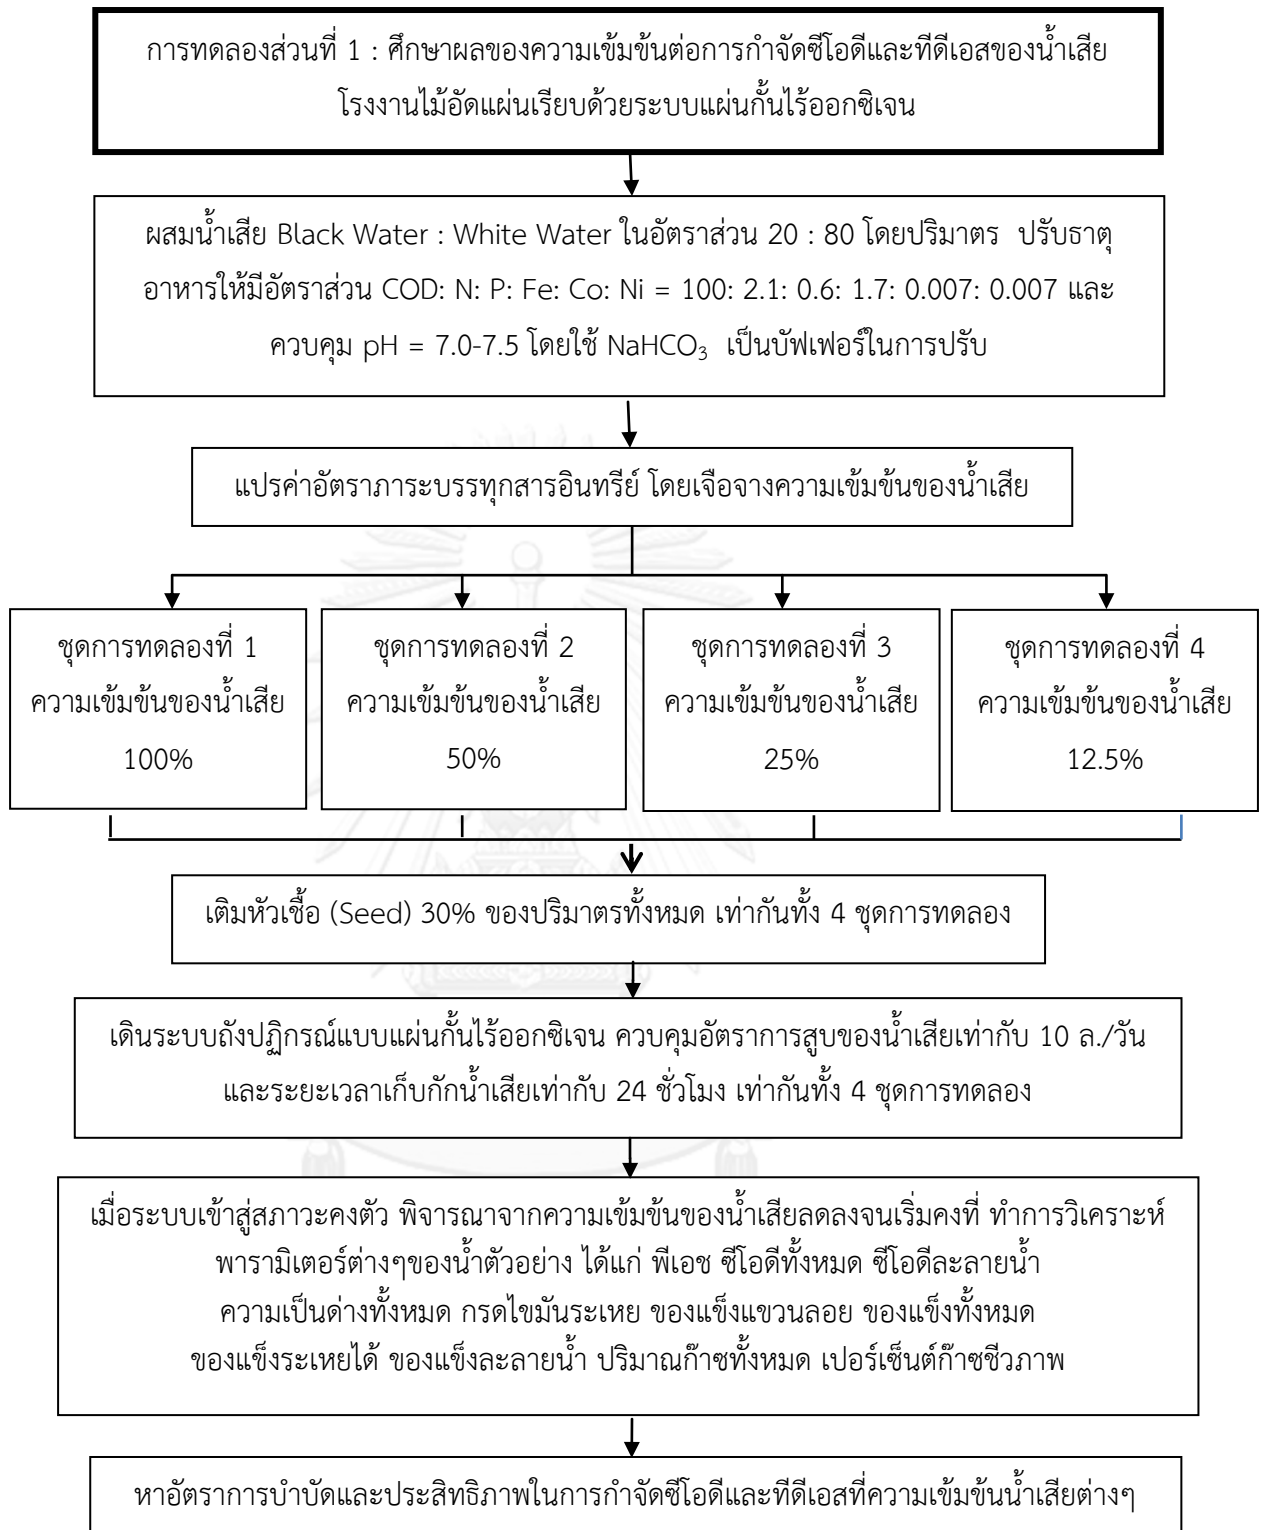 การทดลองส่วนที่ 1 : ศึกษาผลของความเข้มข้นต่อการกำจัดซีโอดีและทีดีเอสของน้ำเสีย
โรงงานไม้อัดแผ่นเรียบด้วยระบบแผ่นกั้นไร้ออกซิเจน
ผสมน้ำเสีย Black Water : White Water ในอัตราส่วน 20 : 80 โดยปริมาตร ปรับธาตุ
อาหารให้มีอัตราส่วน COD: N: P: Fe: Co: Ni = 100: 2.1: 0.6: 1.7: 0.007: 0.007 และ
ควบคุม pH = 7.0-7.5 โดยใช้ NaHCO₃ เป็นบัฟเฟอร์ในการปรับ
แปรค่าอัตราภาระบรรทุกสารอินทรีย์ โดยเจือจางความเข้มข้นของน้ำเสีย
ชุดการทดลองที่ 1
ความเข้มข้นของน้ำเสีย
100%
ชุดการทดลองที่ 2
ความเข้มข้นของน้ำเสีย
50%
ชุดการทดลองที่ 3
ความเข้มข้นของน้ำเสีย
25%
ชุดการทดลองที่ 4
ความเข้มข้นของน้ำเสีย
12.5%
เติมหัวเชื้อ (Seed) 30% ของปริมาตรทั้งหมด เท่ากันทั้ง 4 ชุดการทดลอง
เดินระบบถังปฏิกรณ์แบบแผ่นกั้นไร้ออกซิเจน ควบคุมอัตราการสูบของน้ำเสียเท่ากับ 10 ล./วัน
และระยะเวลาเก็บกักน้ำเสียเท่ากับ 24 ชั่วโมง เท่ากันทั้ง 4 ชุดการทดลอง
เมื่อระบบเข้าสู่สภาวะคงตัว พิจารณาจากความเข้มข้นของน้ำเสียลดลงจนเริ่มคงที่ ทำการวิเคราะห์
พารามิเตอร์ต่างๆของน้ำตัวอย่าง ได้แก่ พีเอช ซีโอดีทั้งหมด ซีโอดีละลายน้ำ
ความเป็นด่างทั้งหมด กรดไขมันระเหย ของแข็งแขวนลอย ของแข็งทั้งหมด
ของแข็งระเหยได้ ของแข็งละลายน้ำ ปริมาณก๊าซทั้งหมด เปอร์เซ็นต์ก๊าซชีวภาพ
หาอัตราการบำบัดและประสิทธิภาพในการกำจัดซีโอดีและทีดีเอสที่ความเข้มข้นน้ำเสียต่างๆ